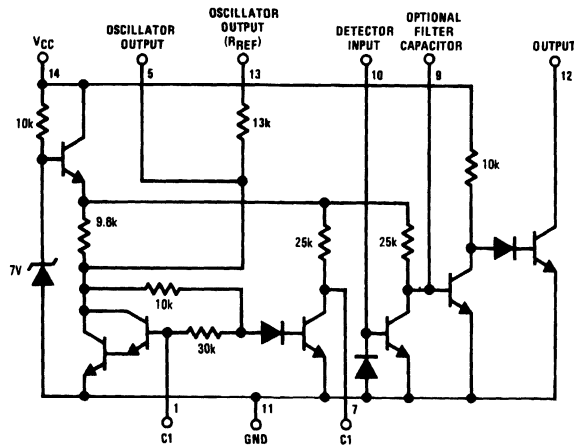 OSCILLATOR
OUTPUT
OSCILLATOR
OUTPUT
(RREF)
DETECTOR
INPUT
OPTIONAL
FILTER
CAPACITOR
OUTPUT
VCC
14
5
13
10
9
12
10k
13k
10k
9.8k
25k
25k
7V
10k
30k
1
11
7
C1
GND
C1